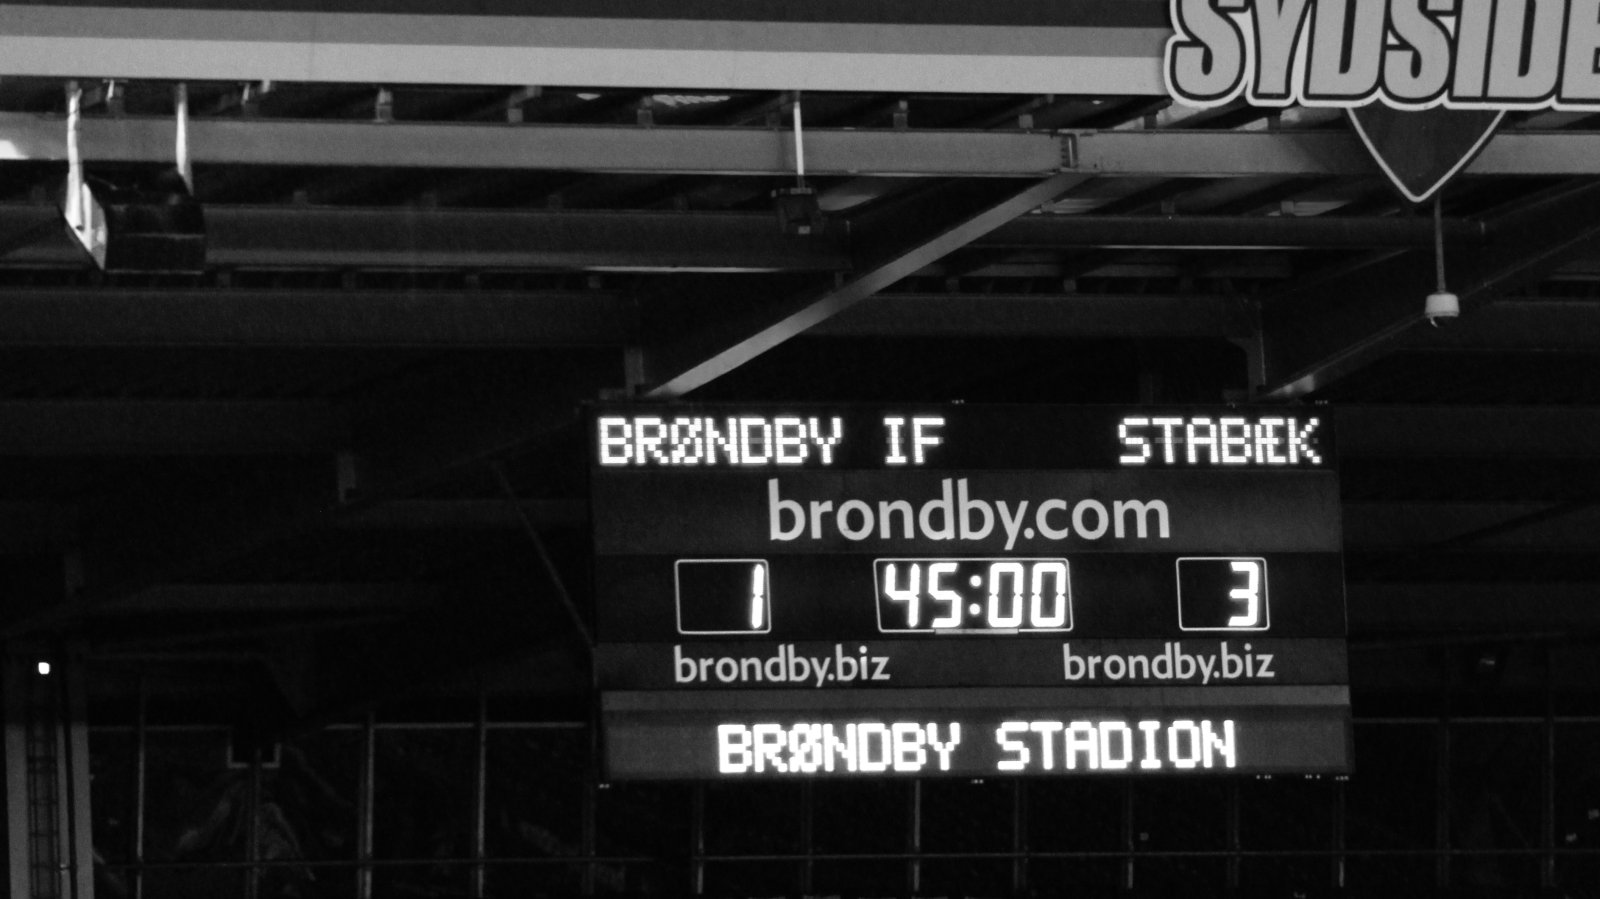 SYDSIDE
BRØNDBY IF STABÆK
brondby.com
1 45:00 3
brondby.biz brondby.biz
BRØNDBY STADION